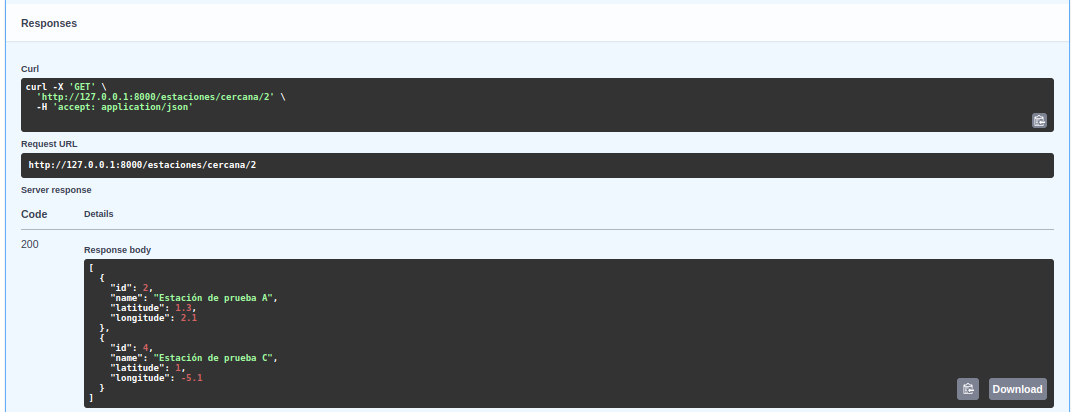 Responses
Curl
curl -X 'GET' \
  'http://127.0.0.1:8000/estaciones/cercana/2' \
  -H 'accept: application/json'
Request URL
http://127.0.0.1:8000/estaciones/cercana/2
Server response
Code Details
200
Response body
[
  {
    "id": 2,
    "name": "Estación de prueba A",
    "latitude": 1.3,
    "longitude": 2.1
  },
  {
    "id": 4,
    "name": "Estación de prueba C",
    "latitude": 1,
    "longitude": -5.1
  }
]
Download